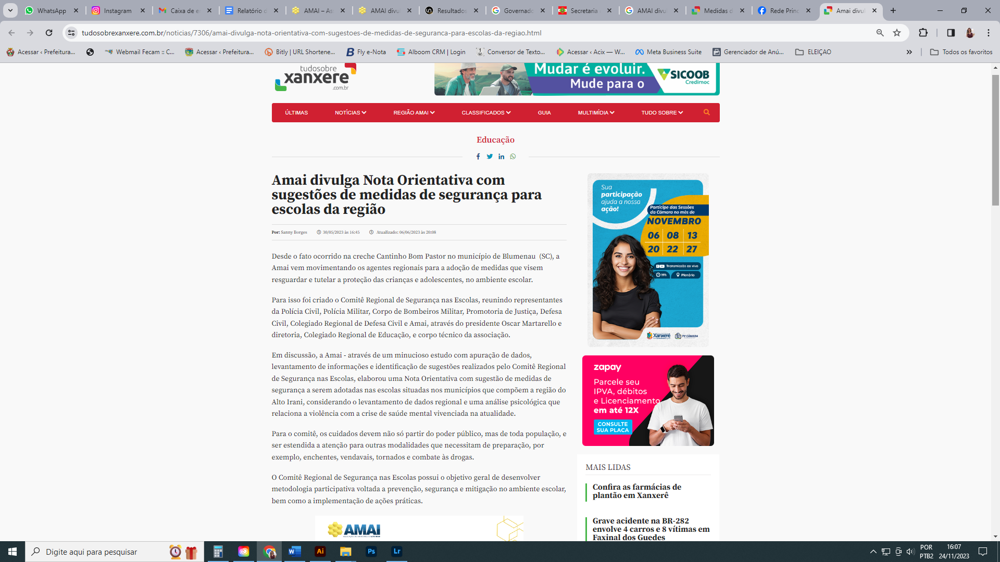 WhatsApp
Instagram
Caixa de e
Relatório d
AMAI – Ass
AMAI divul
Resultados
Governado
Secretaria
AMAI divul
Medidas d
Rede Princ
Amai divul
tudosobrexanxere.com.br/noticias/7306/amai-divulga-nota-orientativa-com-sugestoes-de-medidas-de-seguranca-para-escolas-da-regiao.html
Acessar ‹ Prefeitura...
Webmail Fecam :: C...
Acessar ‹ Prefeitura...
Bitly | URL Shortene...
Fly e-Nota
Alboom CRM | Login
Conversor de Texto...
Acessar ‹ Acix — W...
Meta Business Suite
Gerenciador de Anú...
ELEIÇAO
Todos os favoritos
tudosobre
xanxere
.com.br
Mudar é evoluir.
Mude para o
SICOOB
Credimoc
ÚLTIMAS
NOTÍCIAS
REGIÃO AMAI
CLASSIFICADOS
GUIA
MULTIMÍDIA
TUDO SOBRE
Educação
Amai divulga Nota Orientativa com
sugestões de medidas de segurança para
escolas da região
Por: Sanny Borges
30/05/2023 às 16:45
Atualizado: 06/06/2023 às 20:08
Desde o fato ocorrido na creche Cantinho Bom Pastor no município de Blumenau (SC), a
Amai vem movimentando os agentes regionais para a adoção de medidas que visem
resguardar e tutelar a proteção das crianças e adolescentes, no ambiente escolar.
Para isso foi criado o Comitê Regional de Segurança nas Escolas, reunindo representantes
da Polícia Civil, Polícia Militar, Corpo de Bombeiros Militar, Promotoria de Justiça, Defesa
Civil, Colegiado Regional de Defesa Civil e Amai, através do presidente Oscar Martarello e
diretoria, Colegiado Regional de Educação, e corpo técnico da associação.
Em discussão, a Amai - através de um minucioso estudo com apuração de dados,
levantamento de informações e identificação de sugestões realizados pelo Comitê Regional
de Segurança nas Escolas, elaborou uma Nota Orientativa com sugestão de medidas de
segurança a serem adotadas nas escolas situadas nos municípios que compõem a região do
Alto Irani, considerando o levantamento de dados regional e uma análise psicológica que
relaciona a violência com a crise de saúde mental vivenciada na atualidade.
Para o comitê, os cuidados devem não só partir do poder público, mas de toda população, e
ser estendida a atenção para outras modalidades que necessitam de preparação, por
exemplo, enchentes, vendavais, tornados e combate às drogas.
O Comitê Regional de Segurança nas Escolas possui o objetivo geral de desenvolver
metodologia participativa voltada a prevenção, segurança e mitigação no ambiente escolar,
bem como a implementação de ações práticas.
AMAI
Sua
participação
ajuda a nossa
ação!
Participe das Sessões
da Câmara no mês de
NOVEMBRO
06 08 13
20 22 27
Transmissão ao vivo
19h
Plenário
Xanxerê
TV CÂMARA
zapay
Parcele seu
IPVA, débitos
e Licenciamento
em até 12X
CONSULTE
SUA PLACA
MAIS LIDAS
Confira as farmácias de
plantão em Xanxerê
Grave acidente na BR-282
envolve 4 carros e 8 vítimas em
Faxinal dos Guedes
Digite aqui para pesquisar
Ai
Ps
Lr
POR
PTB2
16:07
24/11/2023